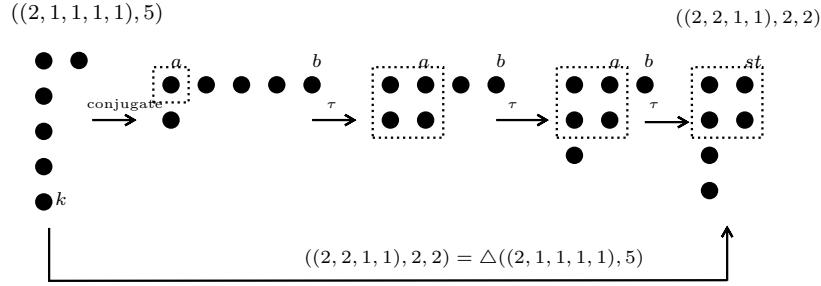 ((2, 1, 1, 1, 1), 5)
((2, 2, 1, 1), 2, 2)
a b a b a b st
conjugate τ τ τ
k
((2, 2, 1, 1), 2, 2) = △((2, 1, 1, 1, 1), 5)